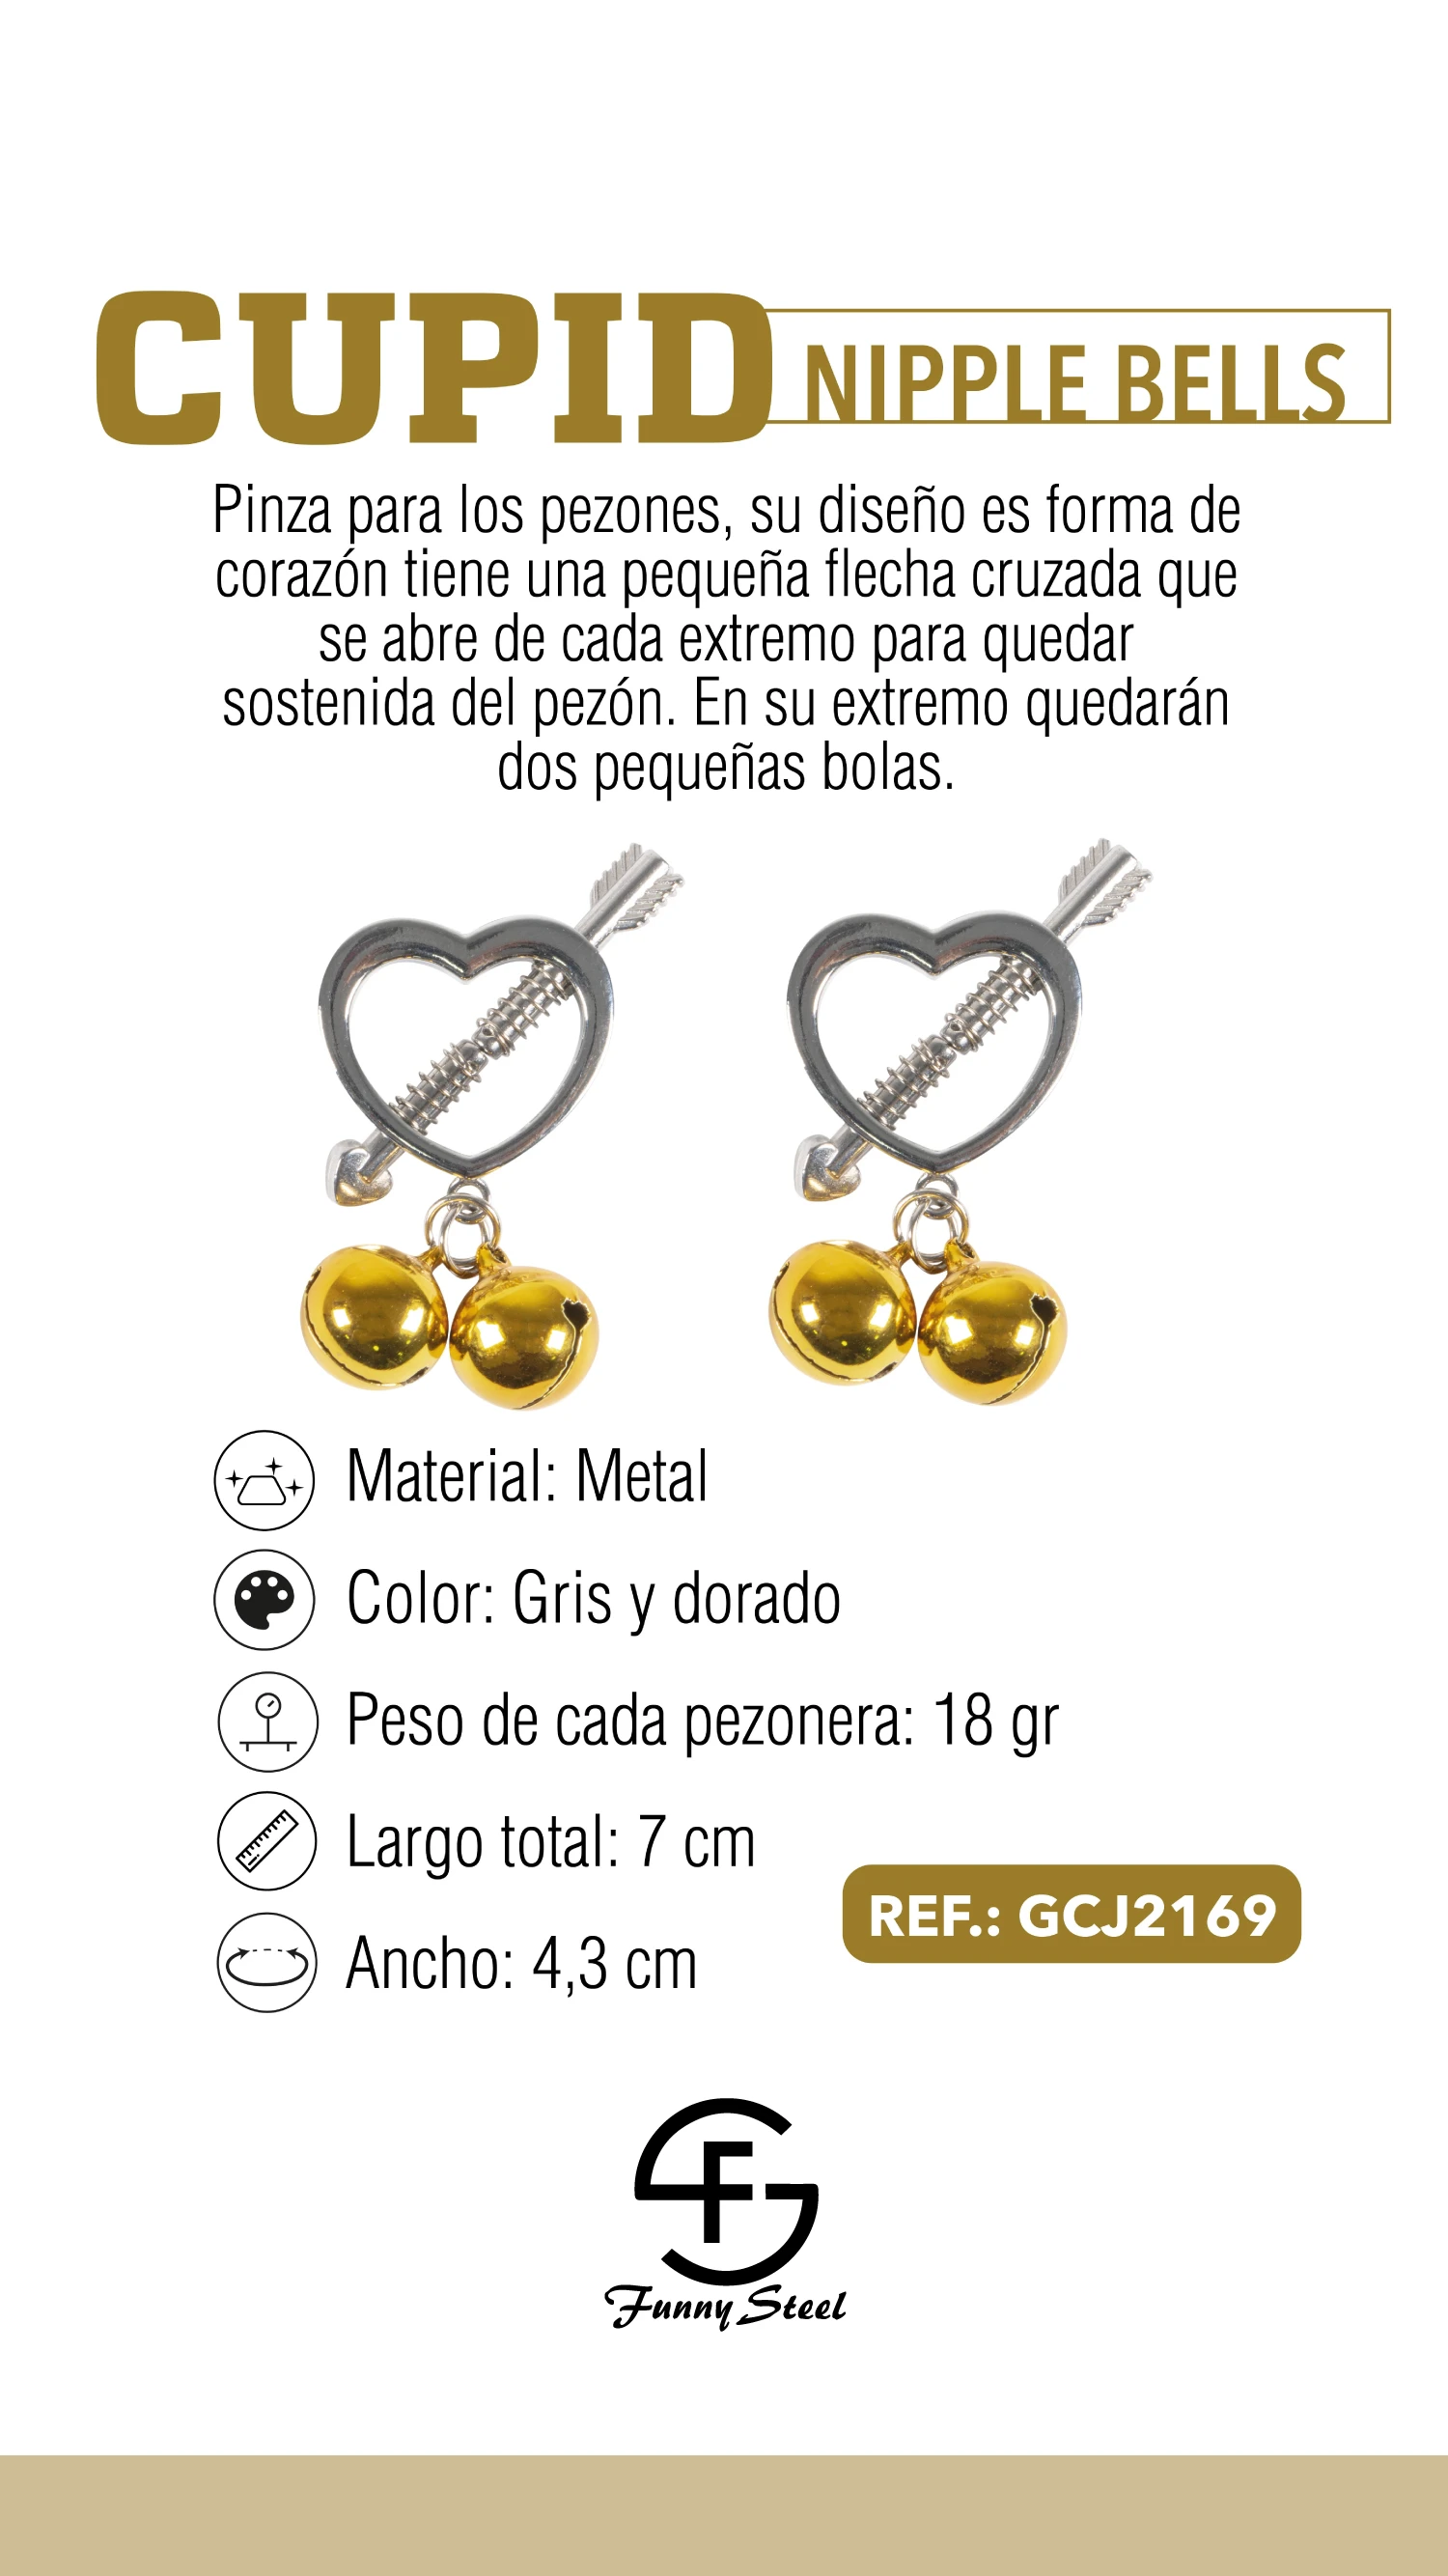 CUPID NIPPLE BELLS
Pinza para los pezones, su diseño es forma de
corazón tiene una pequeña flecha cruzada que
se abre de cada extremo para quedar
sostenida del pezón. En su extremo quedarán
dos pequeñas bolas.
Material: Metal
Color: Gris y dorado
Peso de cada pezonera: 18 gr
Largo total: 7 cm
REF.: GCJ2169
Ancho: 4,3 cm
FS
Funny Steel